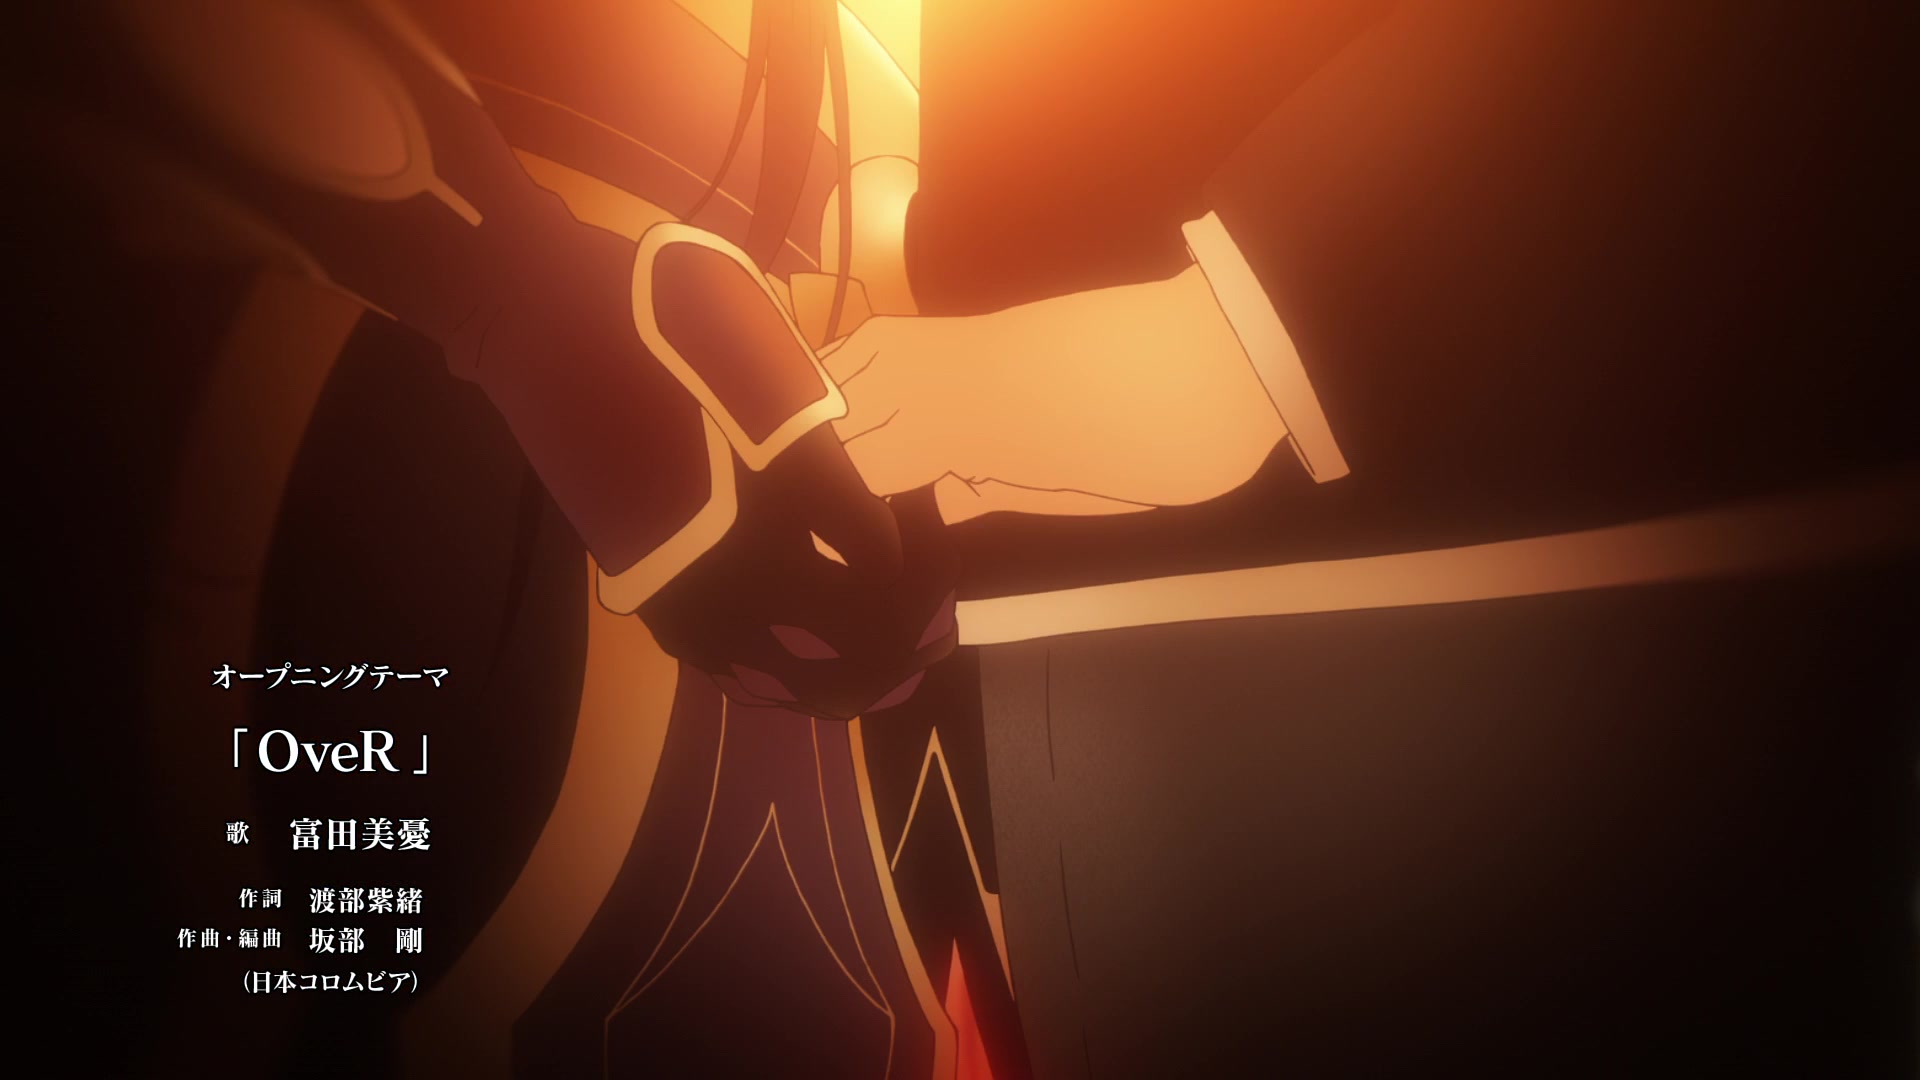 オープニングテーマ
「OveR」
歌 富田美憂
作詞 渡部紫緒
作曲・編曲 坂部 剛
(日本コロムビア)